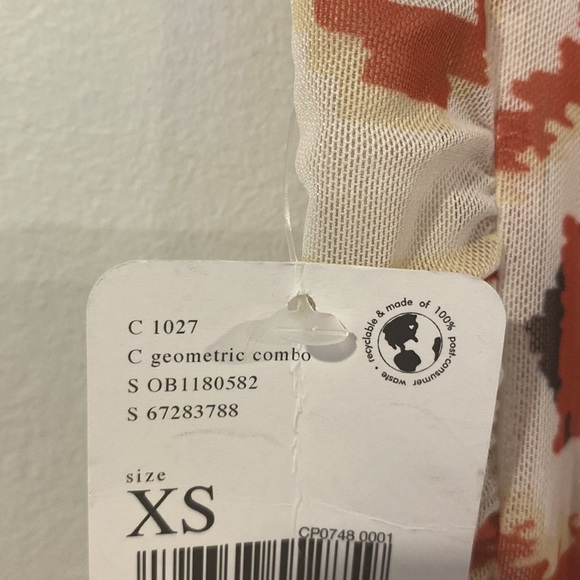 C 1027
C geometric combo
S OB1180582
S 67283788
recyclable & made of 100% post-consumer waste •
size
XS
CP0748 0001